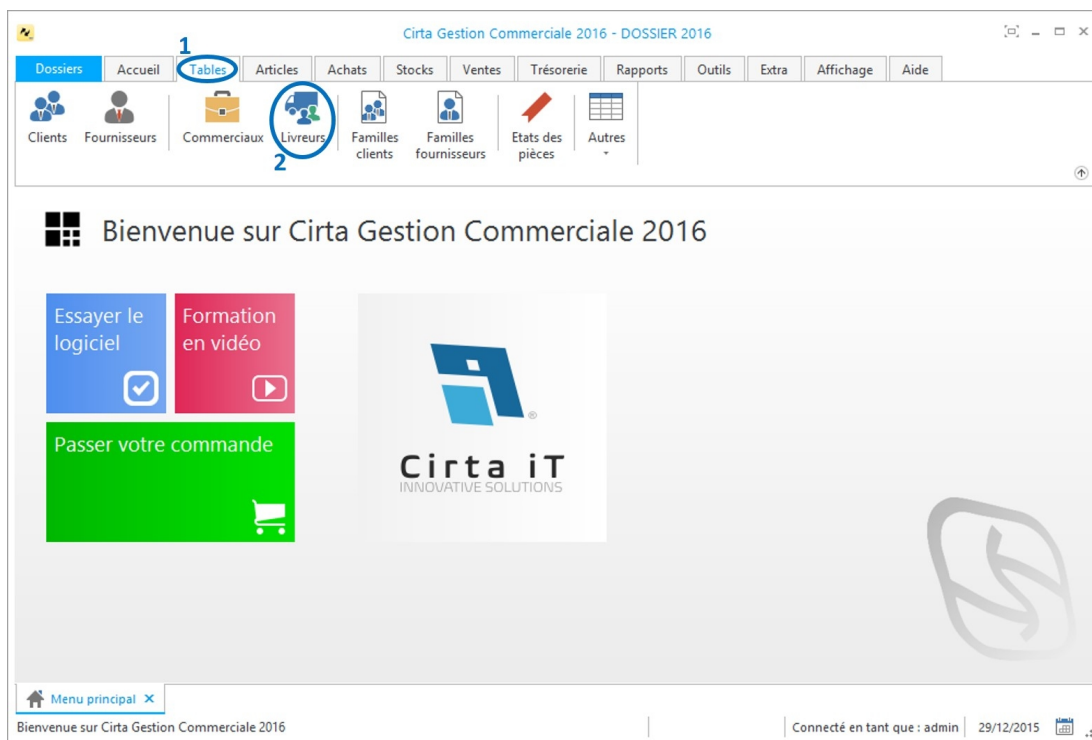 Cirta Gestion Commerciale 2016 - DOSSIER 2016
1
Dossiers Accueil Tables Articles Achats Stocks Ventes Trésorerie Rapports Outils Extra Affichage Aide
Clients Fournisseurs Commerciaux Livreurs Familles clients Familles fournisseurs Etats des pièces Autres
2
Bienvenue sur Cirta Gestion Commerciale 2016
Essayer le
logiciel
Formation
en vidéo
Passer votre commande
®
Cirta iT
INNOVATIVE SOLUTIONS
Menu principal
Bienvenue sur Cirta Gestion Commerciale 2016 Connecté en tant que : admin 29/12/2015